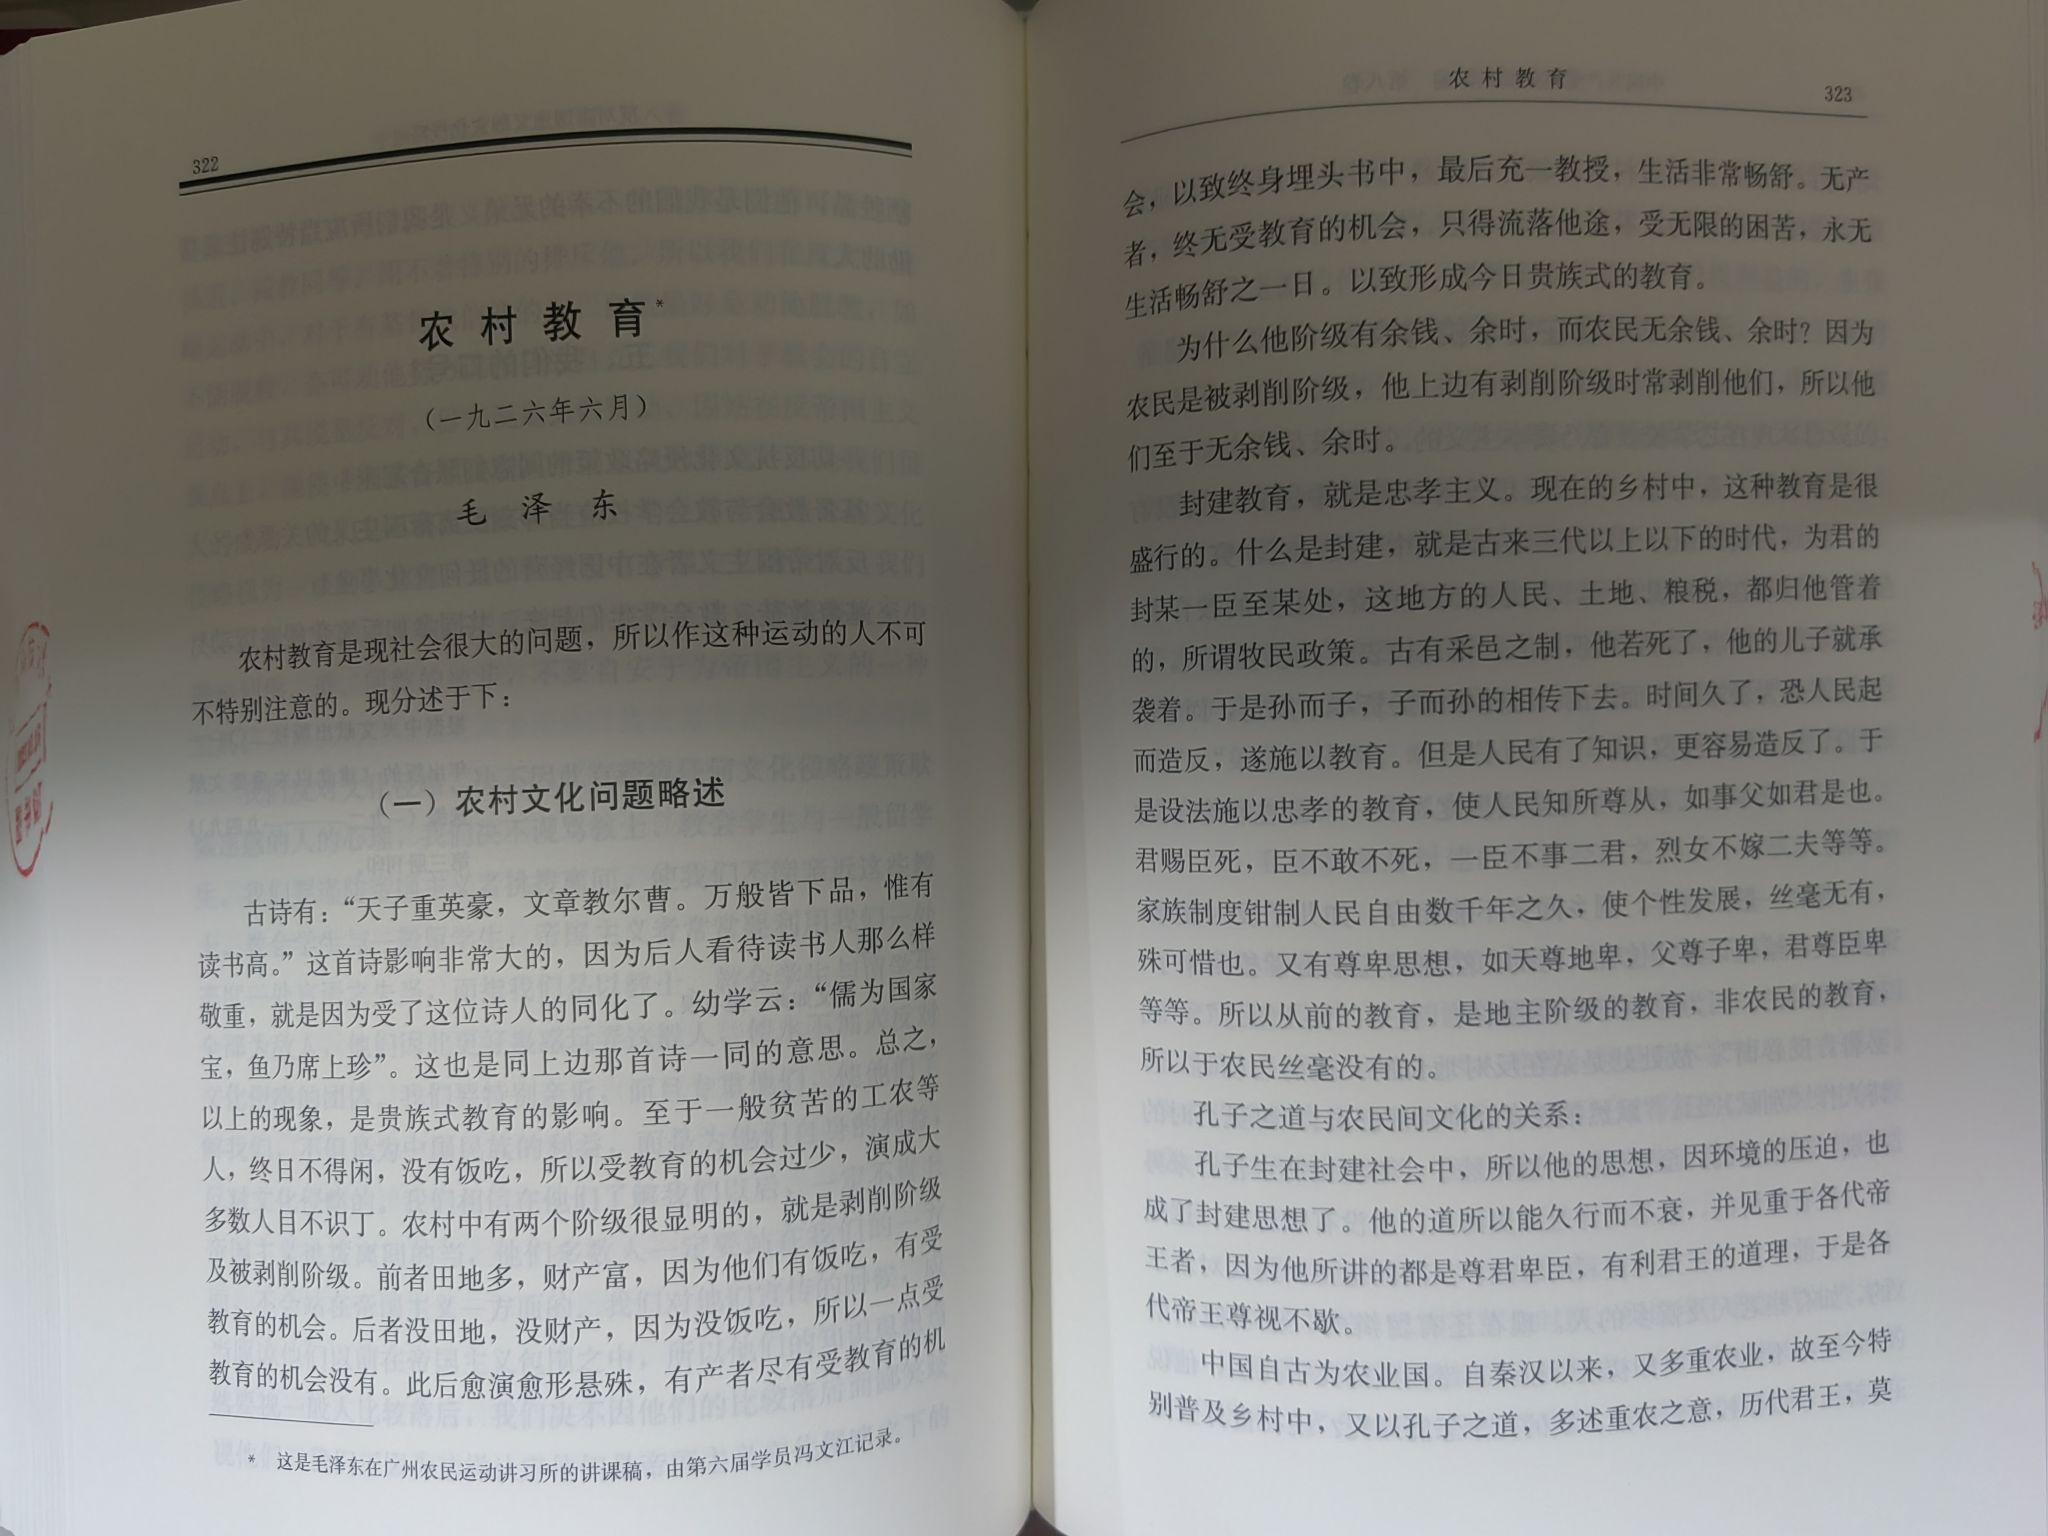 322
农村教育*
（一九二六年六月）
毛泽东
农村教育是现社会很大的问题，所以作这种运动的人不可
不特别注意的。现分述于下：
（一）农村文化问题略述
古诗有：“天子重英豪，文章教尔曹。万般皆下品，惟有
读书高。”这首诗影响非常大的，因为后人看待读书人那么样
敬重，就是因为受了这位诗人的同化了。幼学云：“儒为国家
宝，鱼乃席上珍”。这也是同上边那首诗一同的意思。总之，
以上的现象，是贵族式教育的影响。至于一般贫苦的工农等
人，终日不得闲，没有饭吃，所以受教育的机会过少，演成大
多数人目不识丁。农村中有两个阶级很显明的，就是剥削阶级
及被剥削阶级。前者田地多，财产富，因为他们有饭吃，有受
教育的机会。后者没田地，没财产，因为没饭吃，所以一点受
教育的机会没有。此后愈演愈形悬殊，有产者尽有受教育的机
* 这是毛泽东在广州农民运动讲习所的讲课稿，由第六届学员冯文江记录。
农村教育
323
会，以致终身埋头书中，最后充一教授，生活非常畅舒。无产
者，终无受教育的机会，只得流落他途，受无限的困苦，永无
生活畅舒之一日。以致形成今日贵族式的教育。
为什么他阶级有余钱、余时，而农民无余钱、余时？因为
农民是被剥削阶级，他上边有剥削阶级时常剥削他们，所以他
们至于无余钱、余时。
封建教育，就是忠孝主义。现在的乡村中，这种教育是很
盛行的。什么是封建，就是古来三代以上以下的时代，为君的
封某一臣至某处，这地方的人民、土地、粮税，都归他管着
的，所谓牧民政策。古有采邑之制，他若死了，他的儿子就承
袭着。于是孙而子，子而孙的相传下去。时间久了，恐人民起
而造反，遂施以教育。但是人民有了知识，更容易造反了。于
是设法施以忠孝的教育，使人民知所尊从，如事父如君是也。
君赐臣死，臣不敢不死，一臣不事二君，烈女不嫁二夫等等。
家族制度钳制人民自由数千年之久，使个性发展，丝毫无有，
殊可惜也。又有尊卑思想，如天尊地卑，父尊子卑，君尊臣卑
等等。所以从前的教育，是地主阶级的教育，非农民的教育，
所以于农民丝毫没有的。
孔子之道与农民间文化的关系：
孔子生在封建社会中，所以他的思想，因环境的压迫，也
成了封建思想了。他的道所以能久行而不衰，并见重于各代帝
王者，因为他所讲的都是尊君卑臣，有利君王的道理，于是各
代帝王尊视不歇。
中国自古为农业国。自秦汉以来，又多重农业，故至今特
别普及乡村中，又以孔子之道，多述重农之意，历代君王，莫